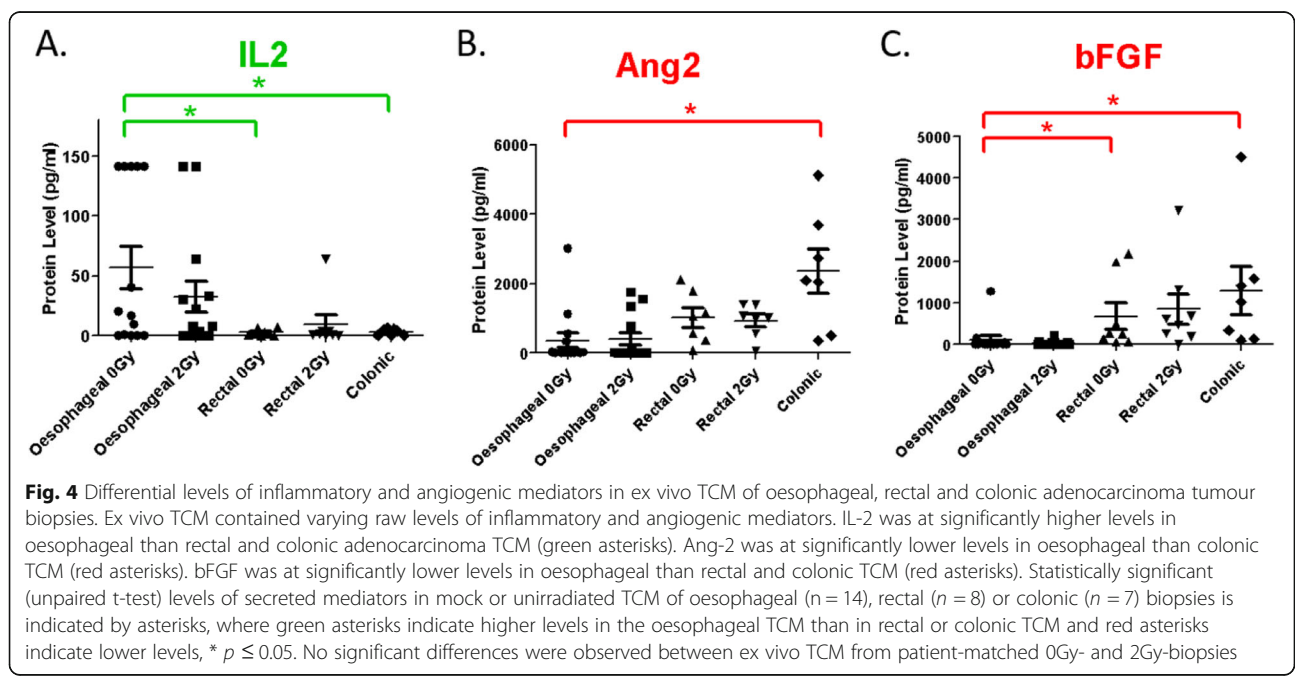 A.
IL2
*
*
Protein Level (pg/ml)
150
100
50
0
Oesophageal 0Gy
Oesophageal 2Gy
Rectal 0Gy
Rectal 2Gy
Colonic
B.
Ang2
*
Protein Level (pg/ml)
6000
4000
2000
0
Oesophageal 0Gy
Oesophageal 2Gy
Rectal 0Gy
Rectal 2Gy
Colonic
C.
bFGF
*
*
Protein Level (pg/ml)
5000
4000
3000
2000
1000
0
Oesophageal 0Gy
Oesophageal 2Gy
Rectal 0Gy
Rectal 2Gy
Colonic
Fig. 4 Differential levels of inflammatory and angiogenic mediators in ex vivo TCM of oesophageal, rectal and colonic adenocarcinoma tumour
biopsies. Ex vivo TCM contained varying raw levels of inflammatory and angiogenic mediators. IL-2 was at significantly higher levels in
oesophageal than rectal and colonic adenocarcinoma TCM (green asterisks). Ang-2 was at significantly lower levels in oesophageal than colonic
TCM (red asterisks). bFGF was at significantly lower levels in oesophageal than rectal and colonic TCM (red asterisks). Statistically significant
(unpaired t-test) levels of secreted mediators in mock or unirradiated TCM of oesophageal (n = 14), rectal (n = 8) or colonic (n = 7) biopsies is
indicated by asterisks, where green asterisks indicate higher levels in the oesophageal TCM than in rectal or colonic TCM and red asterisks
indicate lower levels, * p ≤ 0.05. No significant differences were observed between ex vivo TCM from patient-matched 0Gy- and 2Gy-biopsies